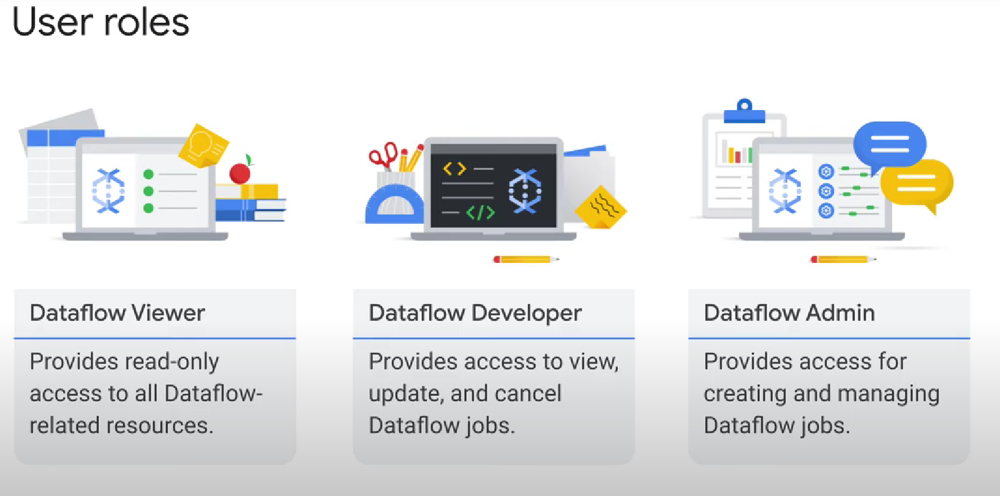 User roles
Dataflow Viewer
Provides read-only
access to all Dataflow-
related resources.
Dataflow Developer
Provides access to view,
update, and cancel
Dataflow jobs.
Dataflow Admin
Provides access for
creating and managing
Dataflow jobs.